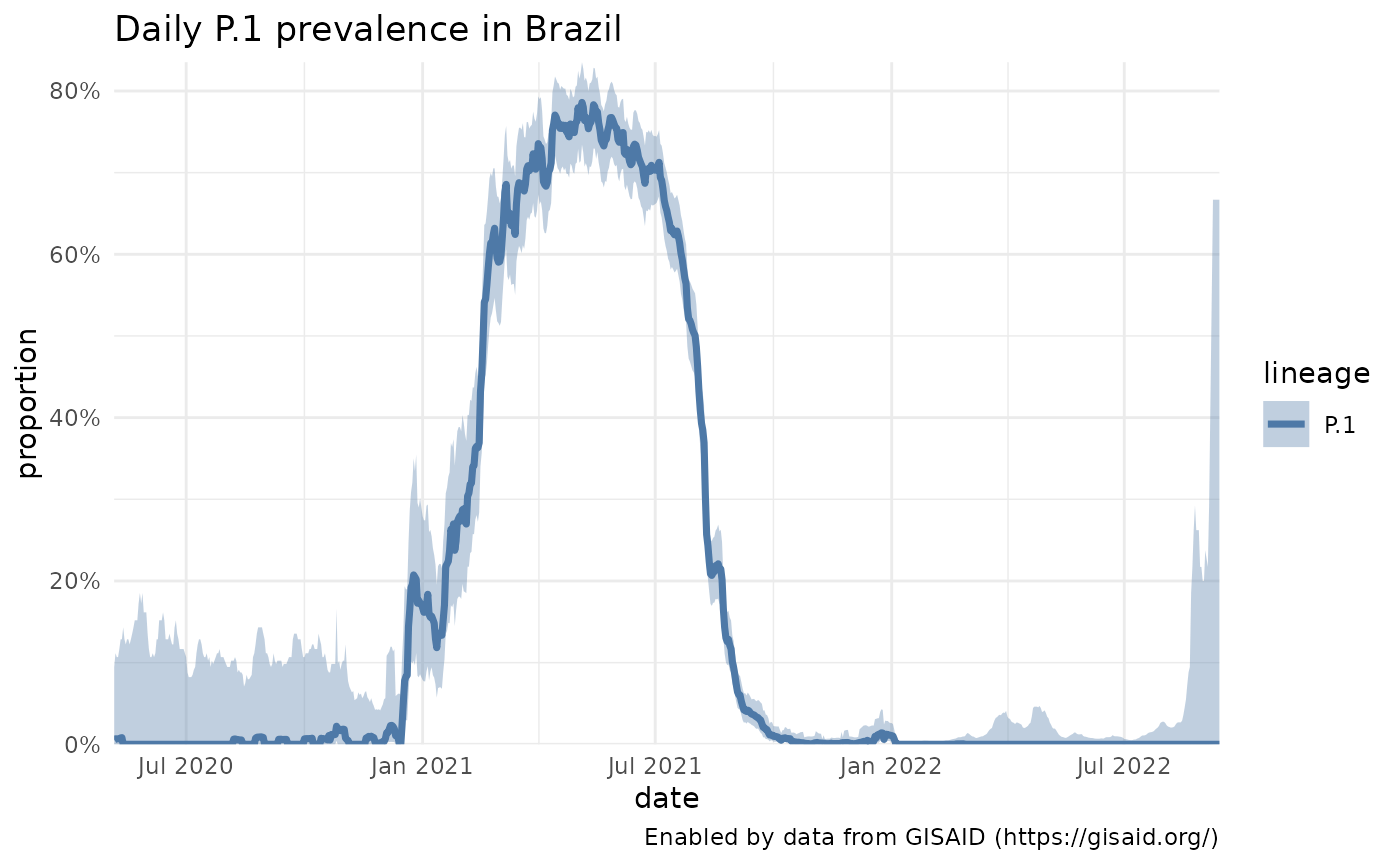 Daily P.1 prevalence in Brazil
80%
60%
40%
20%
0%
proportion
Jul 2020
Jan 2021
Jul 2021
Jan 2022
Jul 2022
date
lineage
P.1
Enabled by data from GISAID (https://gisaid.org/)